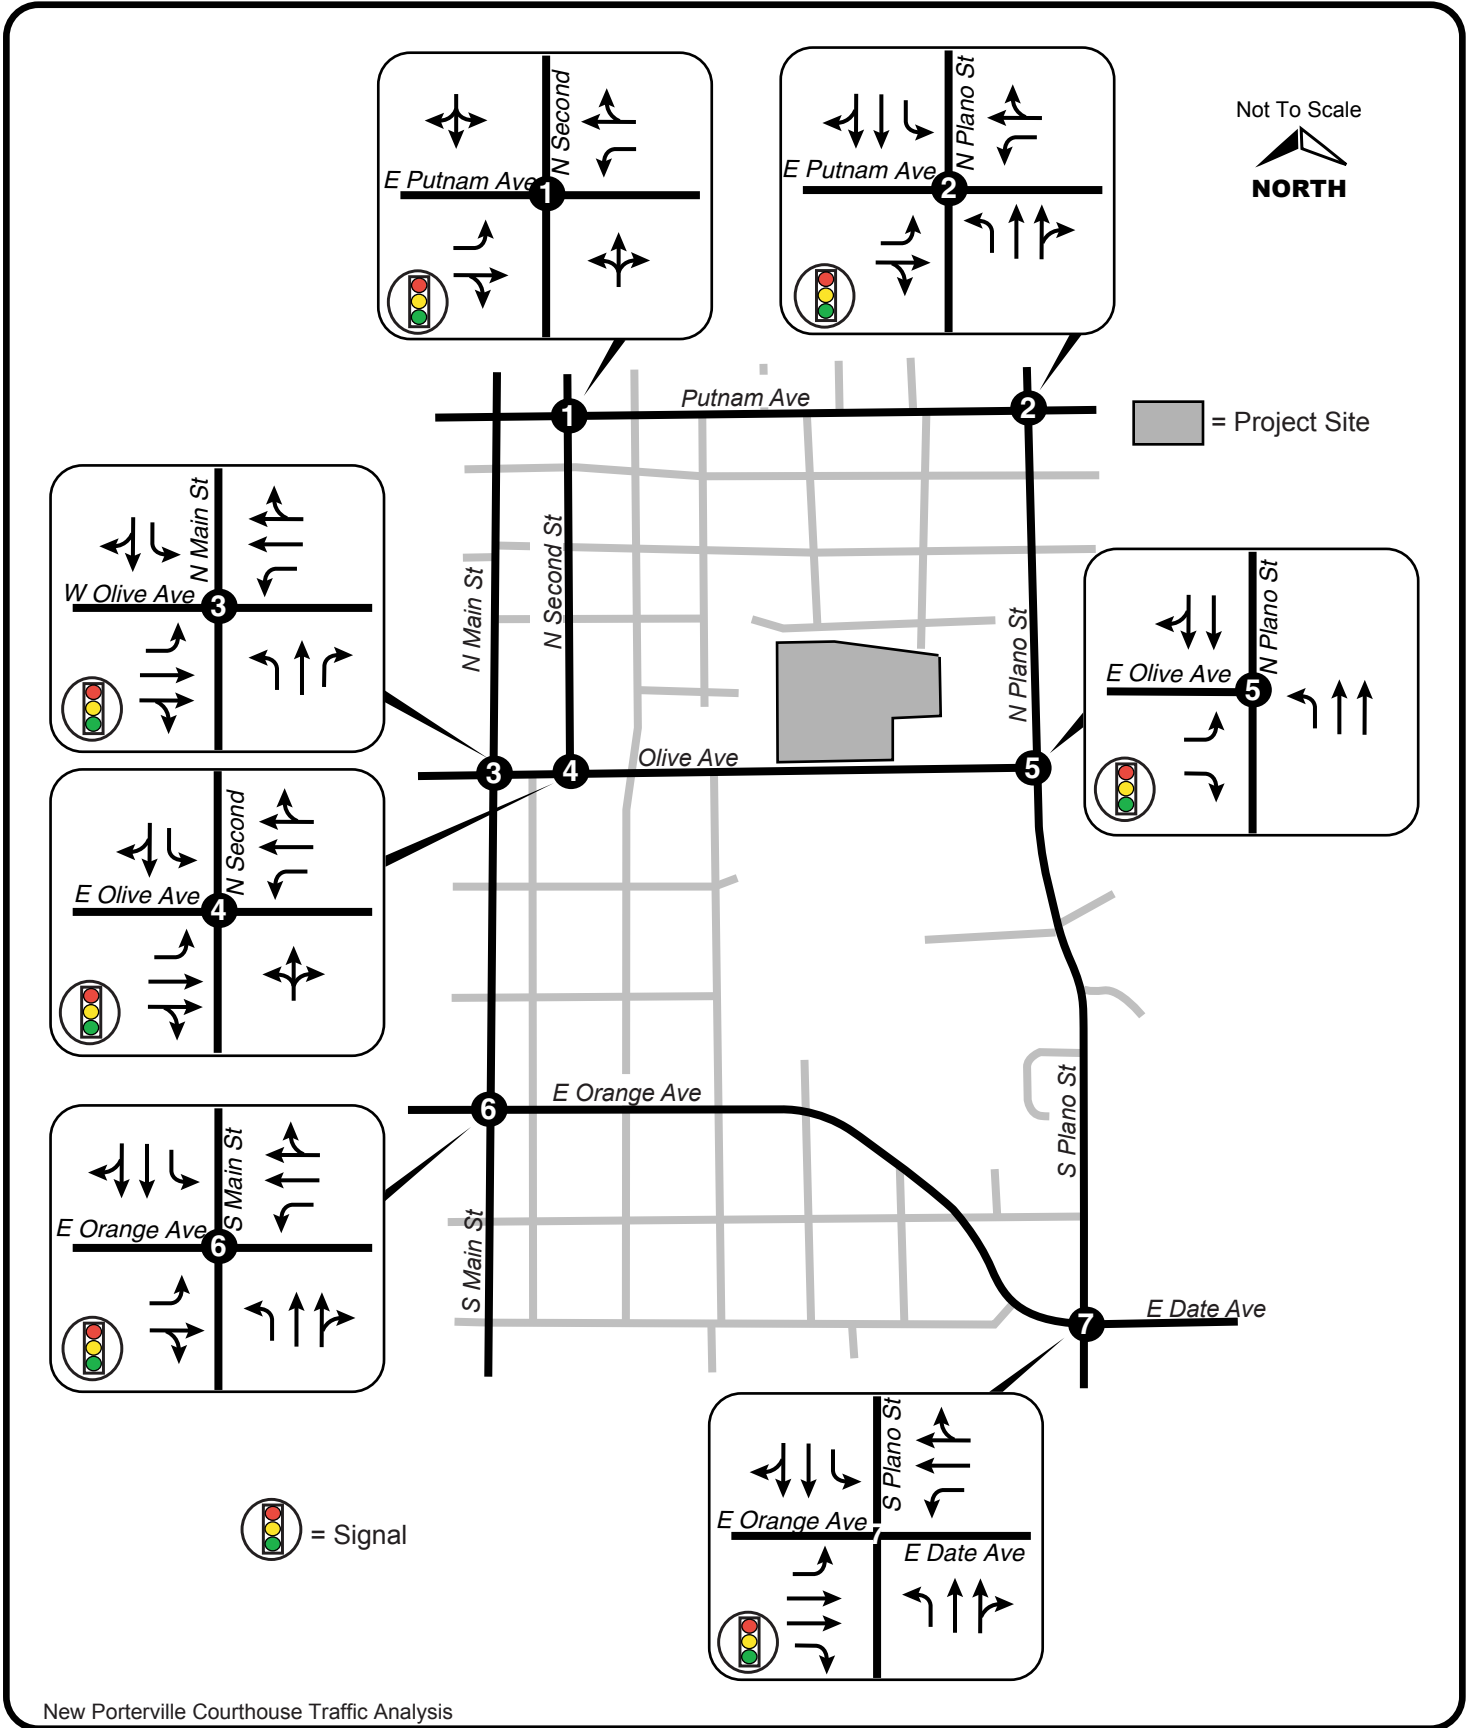 N Second
E Putnam Ave
1
N Plano St
E Putnam Ave
2
Not To Scale
NORTH
Putnam Ave
1
2
= Project Site
N Main St
W Olive Ave
3
N Main St
N Second St
N Plano St
N Plano St
E Olive Ave
5
Olive Ave
3
4
5
N Second
E Olive Ave
4
E Orange Ave
6
S Plano St
S Main St
E Orange Ave
6
S Main St
E Date Ave
7
S Plano St
E Orange Ave
7
E Date Ave
= Signal
New Porterville Courthouse Traffic Analysis